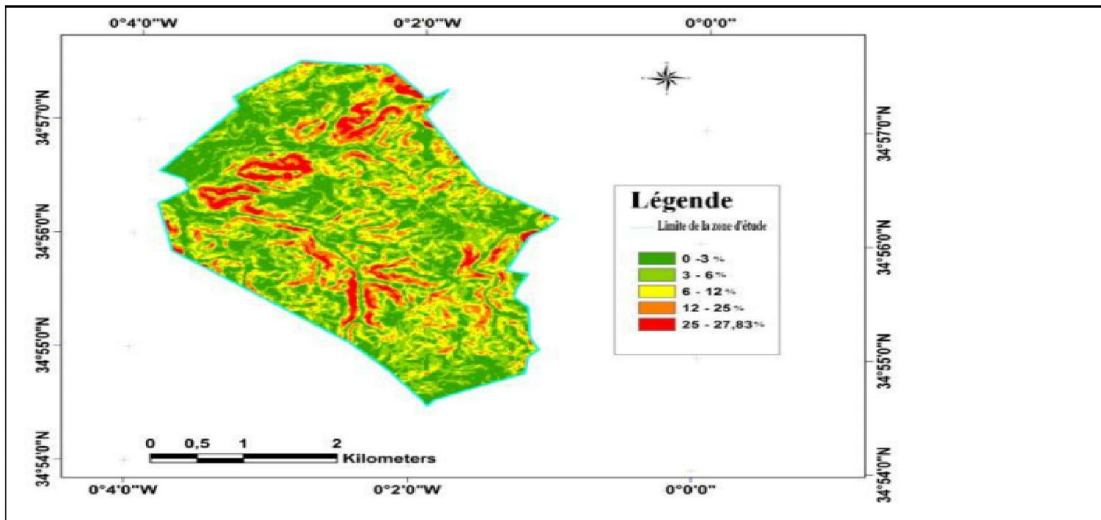 0°4'0"W 0°2'0"W 0°0'0"
34°57'0"N
34°56'0"N
34°55'0"N
34°54'0"N
34°57'0"N
34°56'0"N
34°55'0"N
34°54'0"N
Légende
Limite de la zone d'étude
0 -3 %
3 - 6%
6 - 12%
12 - 25%
25 - 27,83%
0 0,5 1 2
Kilometers
0°4'0"W 0°2'0"W 0°0'0"